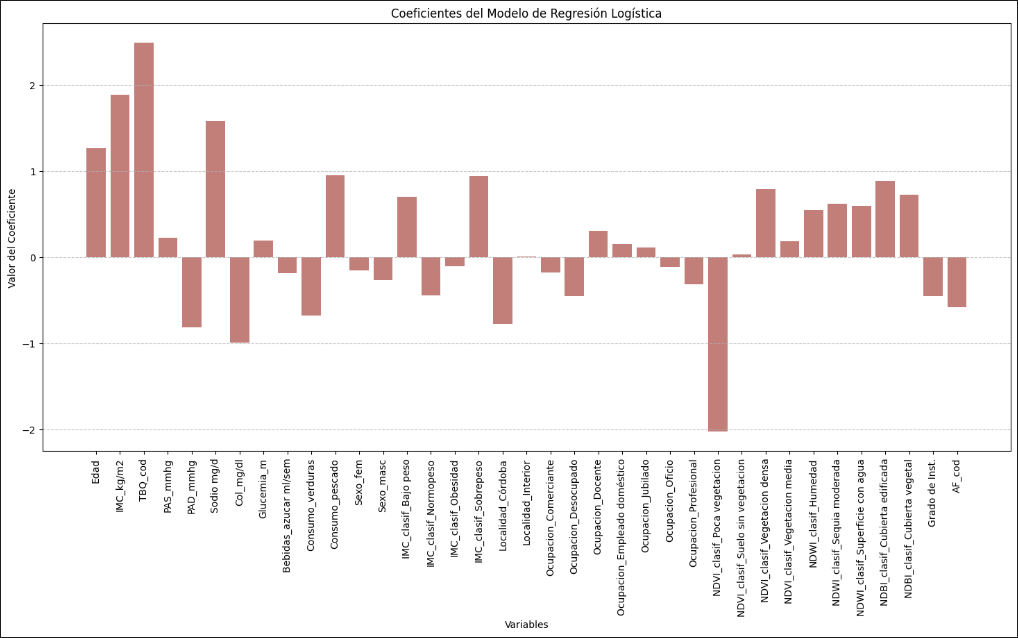 Coeficientes del Modelo de Regresión Logística
Valor del Coeficiente
2
1
0
−1
−2
Edad
IMC_kg/m2
TBQ_cod
PAS_mmhg
PAD_mmhg
Sodio mg/d
Col_mg/dl
Glucemia_m
Bebidas_azucar ml/sem
Consumo_verduras
Consumo_pescado
Sexo_fem
Sexo_masc
IMC_clasif_Bajo peso
IMC_clasif_Normopeso
IMC_clasif_Obesidad
IMC_clasif_Sobrepeso
Localidad_Córdoba
Localidad_Interior
Ocupacion_Comerciante
Ocupacion_Desocupado
Ocupacion_Docente
Ocupacion_Empleado doméstico
Ocupacion_Jubilado
Ocupacion_Oficio
Ocupacion_Profesional
NDVI_clasif_Poca vegetacion
NDVI_clasif_Suelo sin vegetacion
NDVI_clasif_Vegetacion densa
NDVI_clasif_Vegetacion media
NDWI_clasif_Humedad
NDWI_clasif_Sequia moderada
NDWI_clasif_Superficie con agua
NDBI_clasif_Cubierta edificada
NDBI_clasif_Cubierta vegetal
Grado de Inst.
AF_cod
Variables